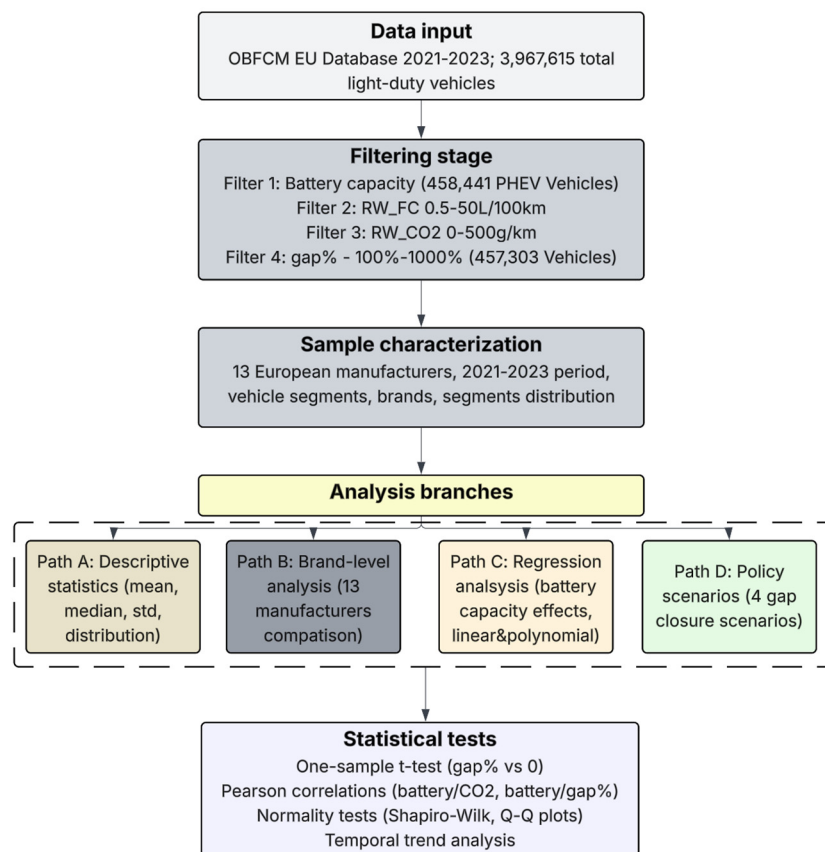 Data input
OBFCM EU Database 2021-2023; 3,967,615 total
light-duty vehicles
Filtering stage
Filter 1: Battery capacity (458,441 PHEV Vehicles)
Filter 2: RW_FC 0.5-50L/100km
Filter 3: RW_CO2 0-500g/km
Filter 4: gap% - 100%-1000% (457,303 Vehicles)
Sample characterization
13 European manufacturers, 2021-2023 period,
vehicle segments, brands, segments distribution
Analysis branches
Path A: Descriptive
statistics (mean,
median, std,
distribution)
Path B: Brand-level
analysis (13
manufacturers
compatison)
Path C: Regression
analsysis (battery
capacity effects,
linear&polynomial)
Path D: Policy
scenarios (4 gap
closure scenarios)
Statistical tests
One-sample t-test (gap% vs 0)
Pearson correlations (battery/CO2, battery/gap%)
Normality tests (Shapiro-Wilk, Q-Q plots)
Temporal trend analysis